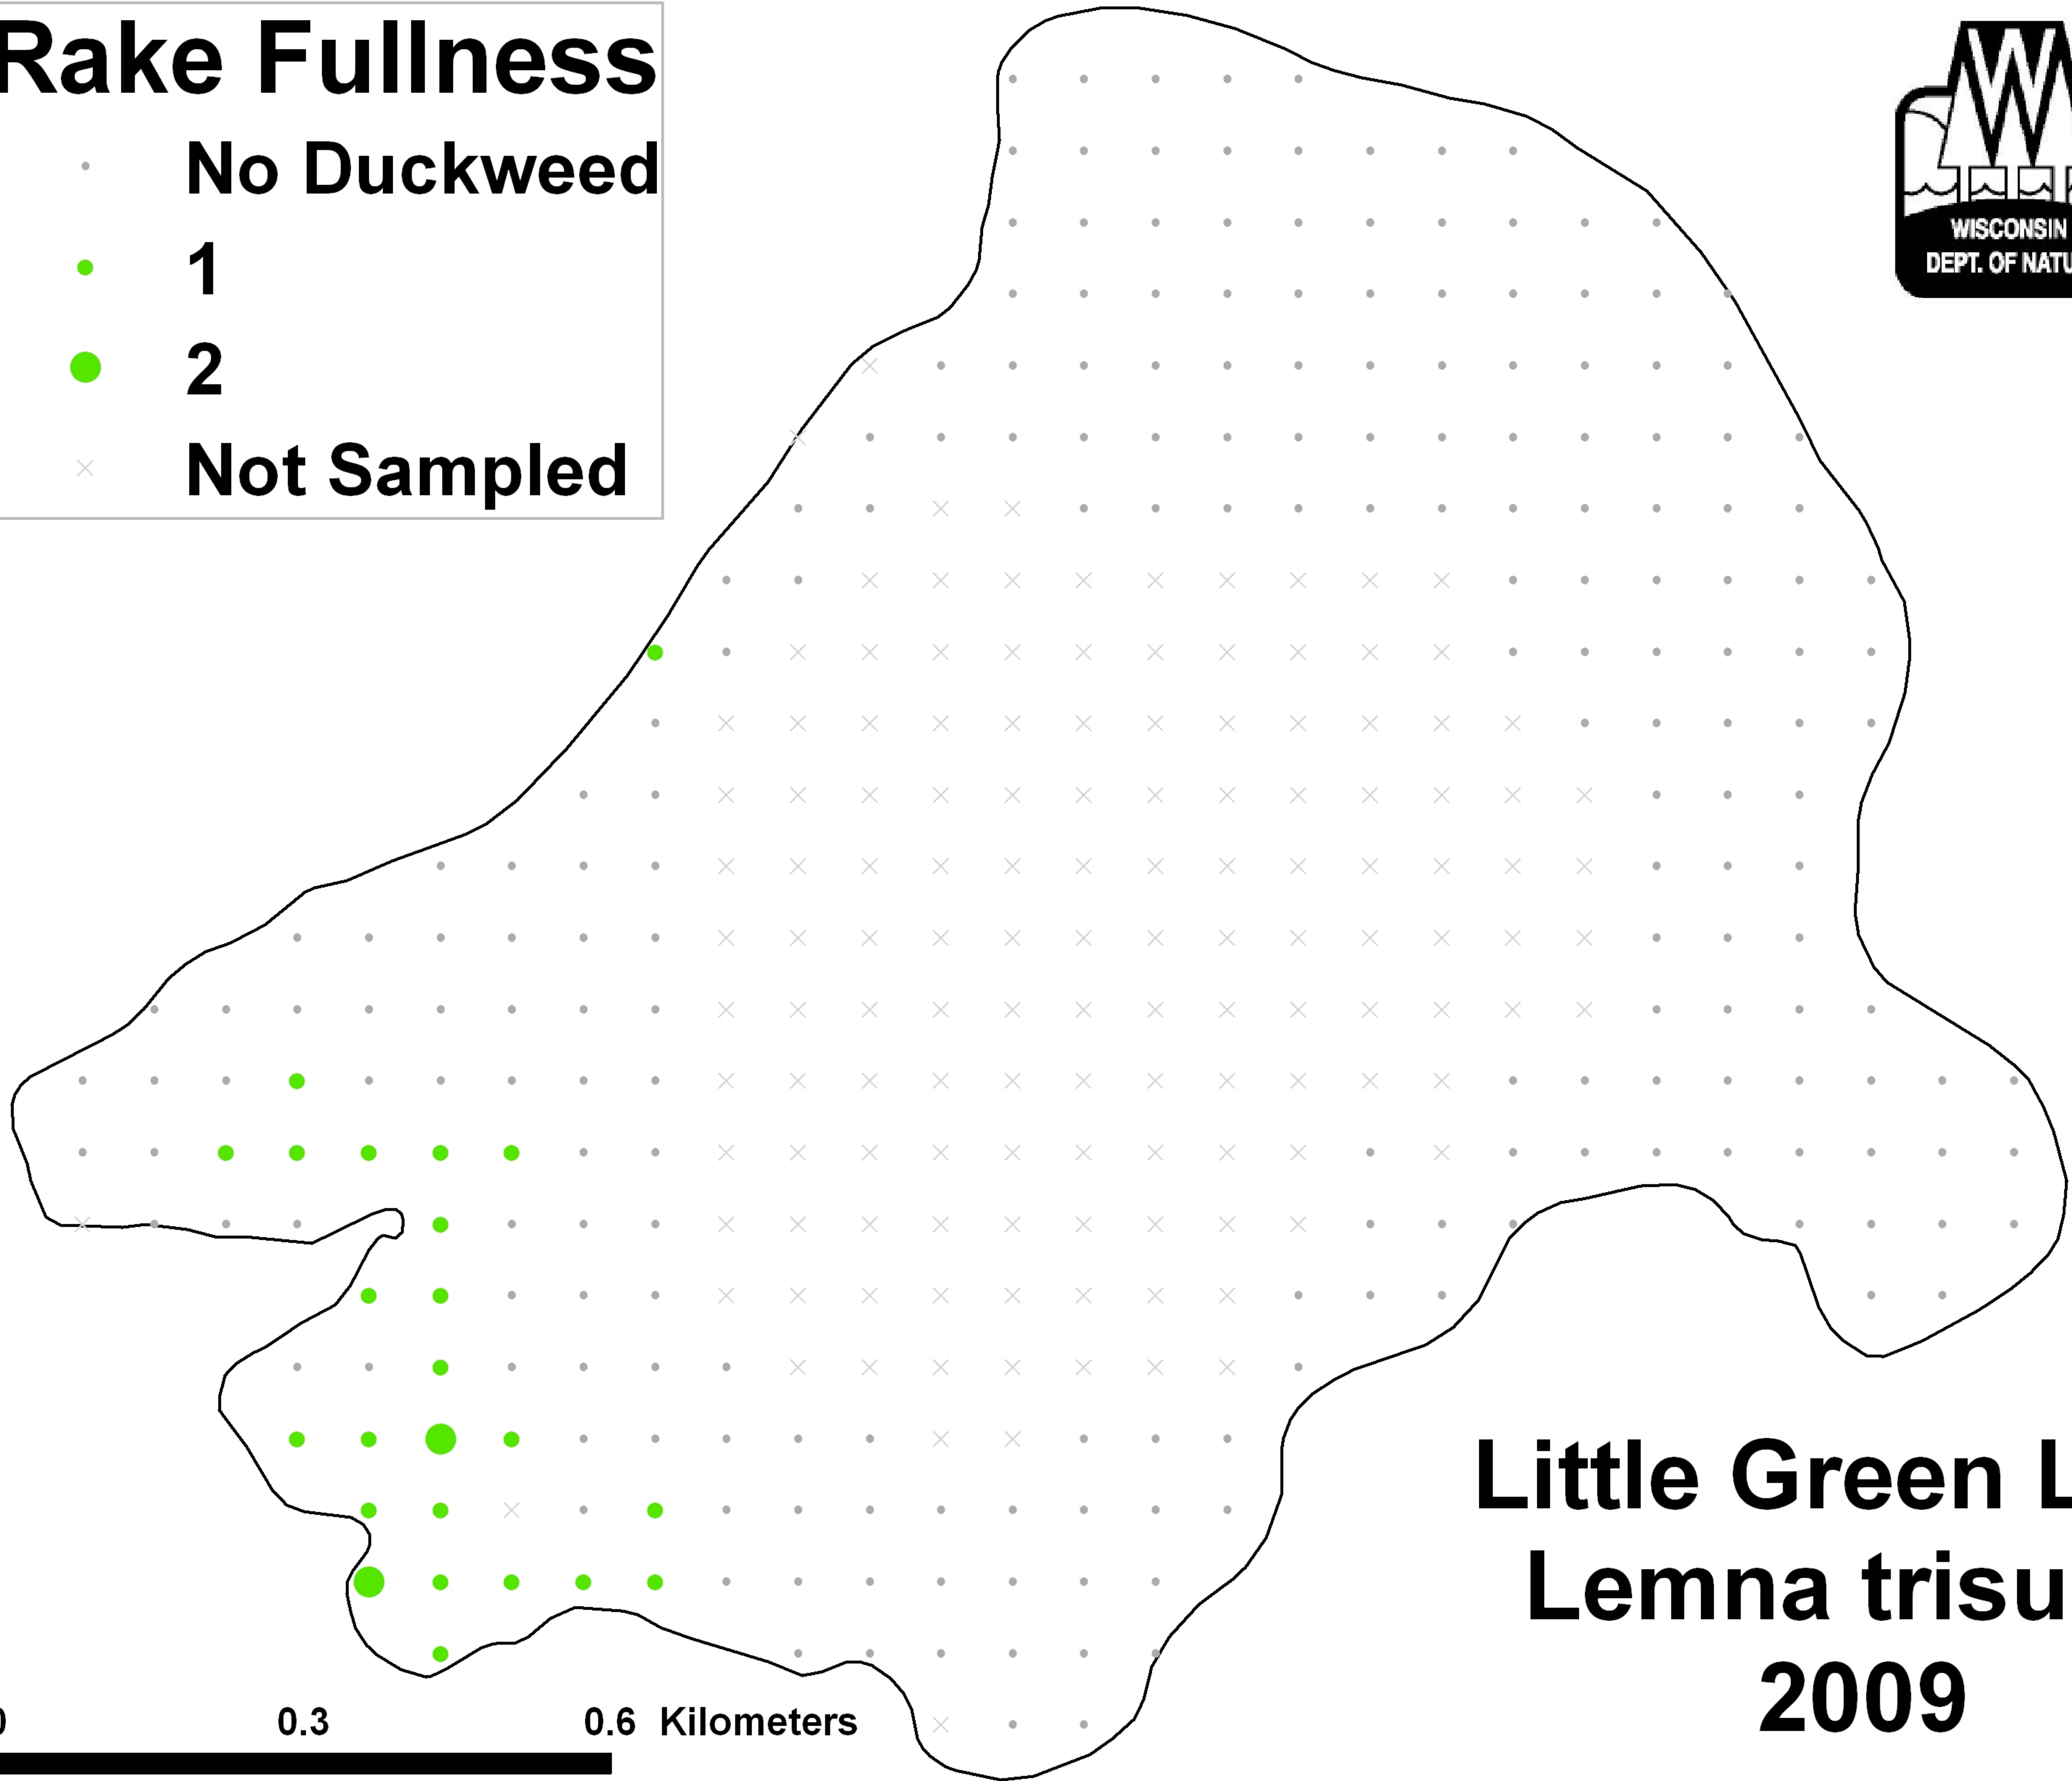 Rake Fullness
No Duckweed
1
2
Not Sampled
W
WISCONSIN
DEPT. OF NATU
Little Green L
Lemna trisu
2009
0.3 0.6 Kilometers